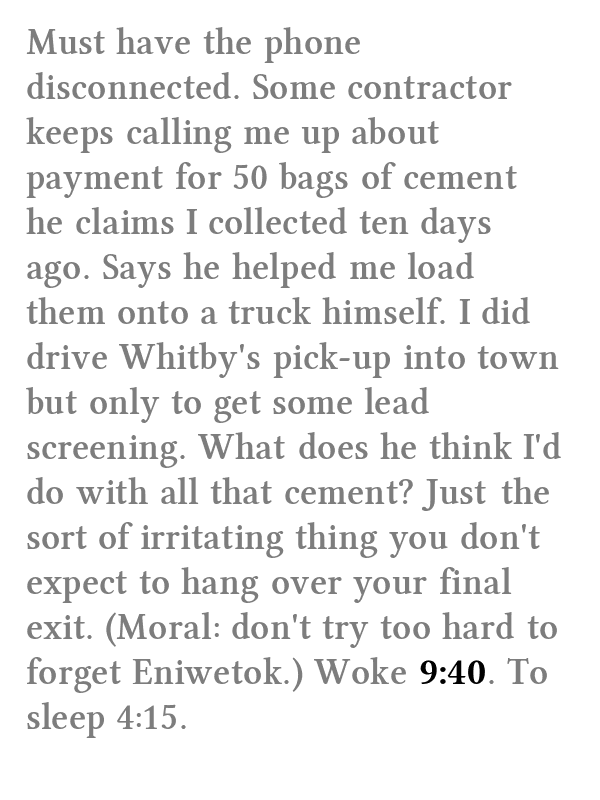 Must have the phone
disconnected. Some contractor
keeps calling me up about
payment for 50 bags of cement
he claims I collected ten days
ago. Says he helped me load
them onto a truck himself. I did
drive Whitby's pick-up into town
but only to get some lead
screening. What does he think I'd
do with all that cement? Just the
sort of irritating thing you don't
expect to hang over your final
exit. (Moral: don't try too hard to
forget Eniwetok.) Woke 9:40. To
sleep 4:15.